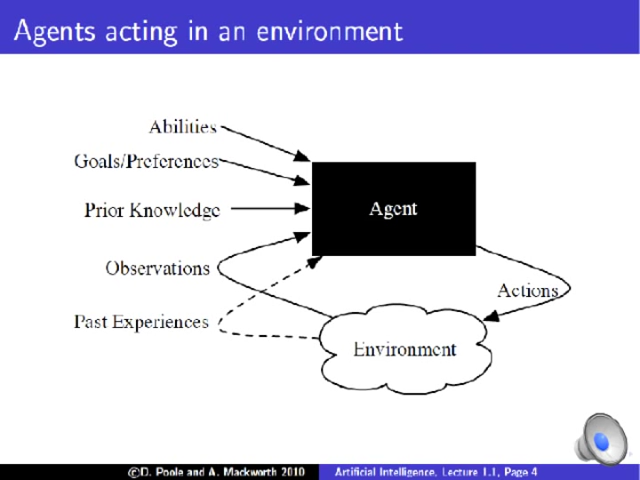 Agents acting in an environment
Abilities
Goals/Preferences
Prior Knowledge
Agent
Observations
Actions
Past Experiences
Environment
©D. Poole and A. Mackworth 2010
Artificial Intelligence, Lecture 1.1, Page 4